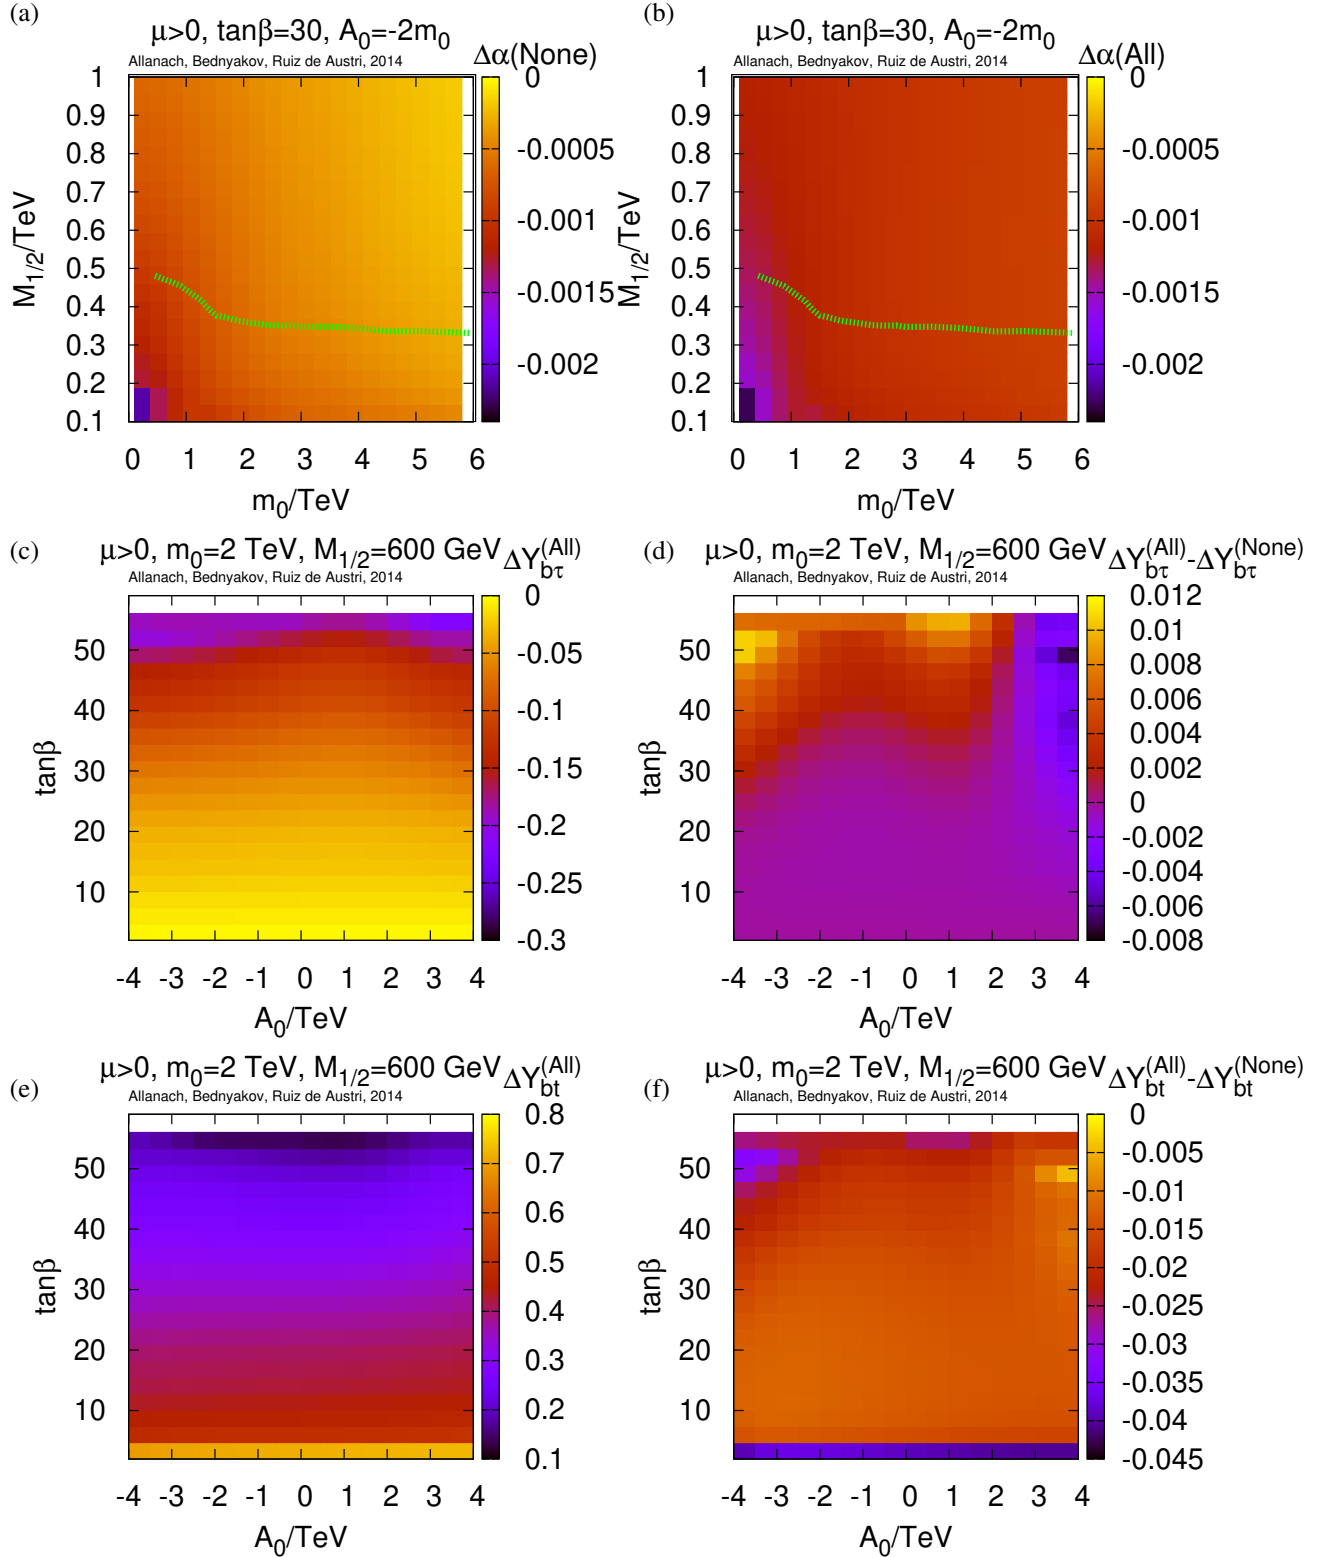 (a)
μ>0, tanβ=30, A0=-2m0
Allanach, Bednyakov, Ruiz de Austri, 2014
Δα(None)
1
0.9
0.8
0.7
0.6
0.5
0.4
0.3
0.2
0.1
M1/2/TeV
0 1 2 3 4 5 6
m0/TeV
0
-0.0005
-0.001
-0.0015
-0.002
(b)
μ>0, tanβ=30, A0=-2m0
Allanach, Bednyakov, Ruiz de Austri, 2014
Δα(All)
1
0.9
0.8
0.7
0.6
0.5
0.4
0.3
0.2
0.1
M1/2/TeV
0 1 2 3 4 5 6
m0/TeV
0
-0.0005
-0.001
-0.0015
-0.002
(c)
μ>0, m0=2 TeV, M1/2=600 GeV
Allanach, Bednyakov, Ruiz de Austri, 2014
ΔYbτ(All)
50
40
30
20
10
tanβ
-4 -3 -2 -1 0 1 2 3 4
A0/TeV
0
-0.05
-0.1
-0.15
-0.2
-0.25
-0.3
(d)
μ>0, m0=2 TeV, M1/2=600 GeV
Allanach, Bednyakov, Ruiz de Austri, 2014
ΔYbτ(All)-ΔYbτ(None)
50
40
30
20
10
tanβ
-4 -3 -2 -1 0 1 2 3 4
A0/TeV
0.012
0.01
0.008
0.006
0.004
0.002
0
-0.002
-0.004
-0.006
-0.008
(e)
μ>0, m0=2 TeV, M1/2=600 GeV
Allanach, Bednyakov, Ruiz de Austri, 2014
ΔYbt(All)
50
40
30
20
10
tanβ
-4 -3 -2 -1 0 1 2 3 4
A0/TeV
0.8
0.7
0.6
0.5
0.4
0.3
0.2
0.1
(f)
μ>0, m0=2 TeV, M1/2=600 GeV
Allanach, Bednyakov, Ruiz de Austri, 2014
ΔYbt(All)-ΔYbt(None)
50
40
30
20
10
tanβ
-4 -3 -2 -1 0 1 2 3 4
A0/TeV
0
-0.005
-0.01
-0.015
-0.02
-0.025
-0.03
-0.035
-0.04
-0.045